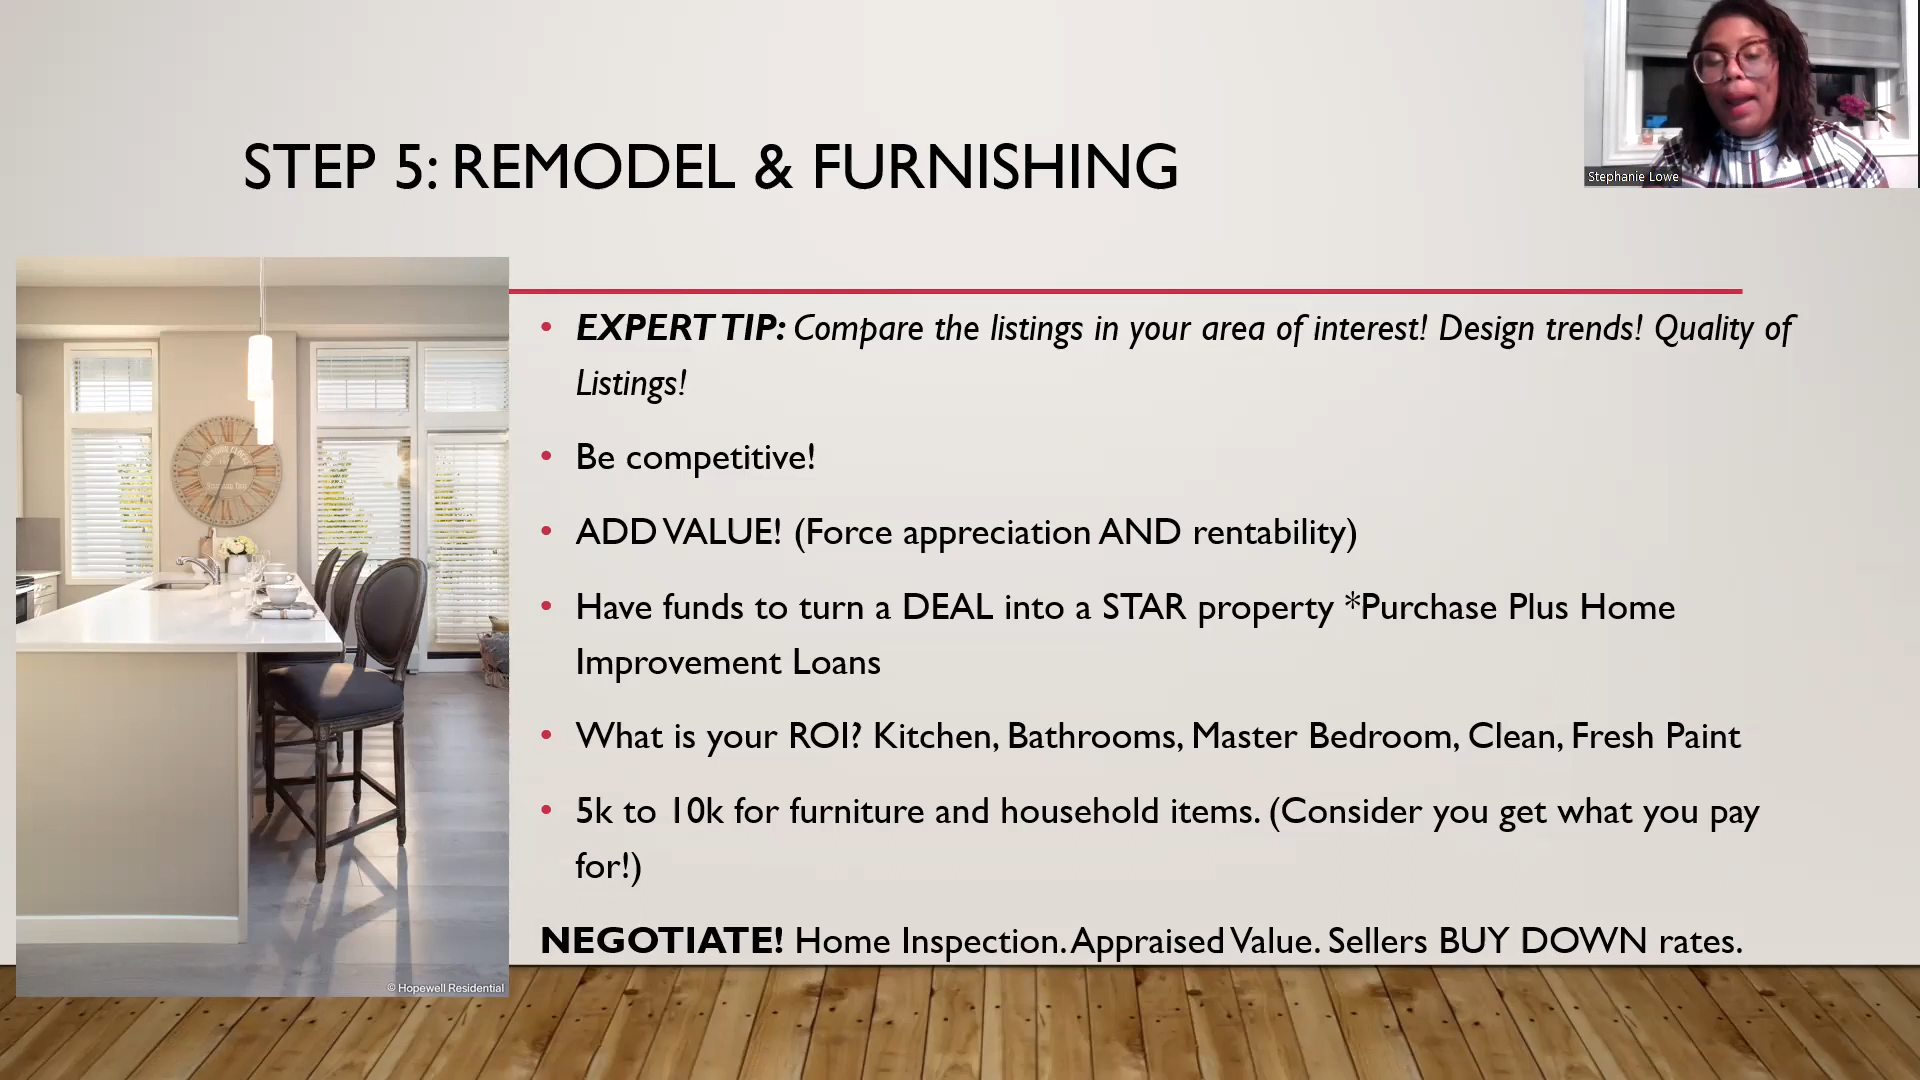 Stephanie Lowe
STEP 5: REMODEL & FURNISHING
• EXPERT TIP: Compare the listings in your area of interest! Design trends! Quality of
Listings!
• Be competitive!
• ADD VALUE! (Force appreciation AND rentability)
• Have funds to turn a DEAL into a STAR property *Purchase Plus Home
Improvement Loans
• What is your ROI? Kitchen, Bathrooms, Master Bedroom, Clean, Fresh Paint
• 5k to 10k for furniture and household items. (Consider you get what you pay
for!)
NEGOTIATE! Home Inspection. Appraised Value. Sellers BUY DOWN rates.
© Hopewell Residential